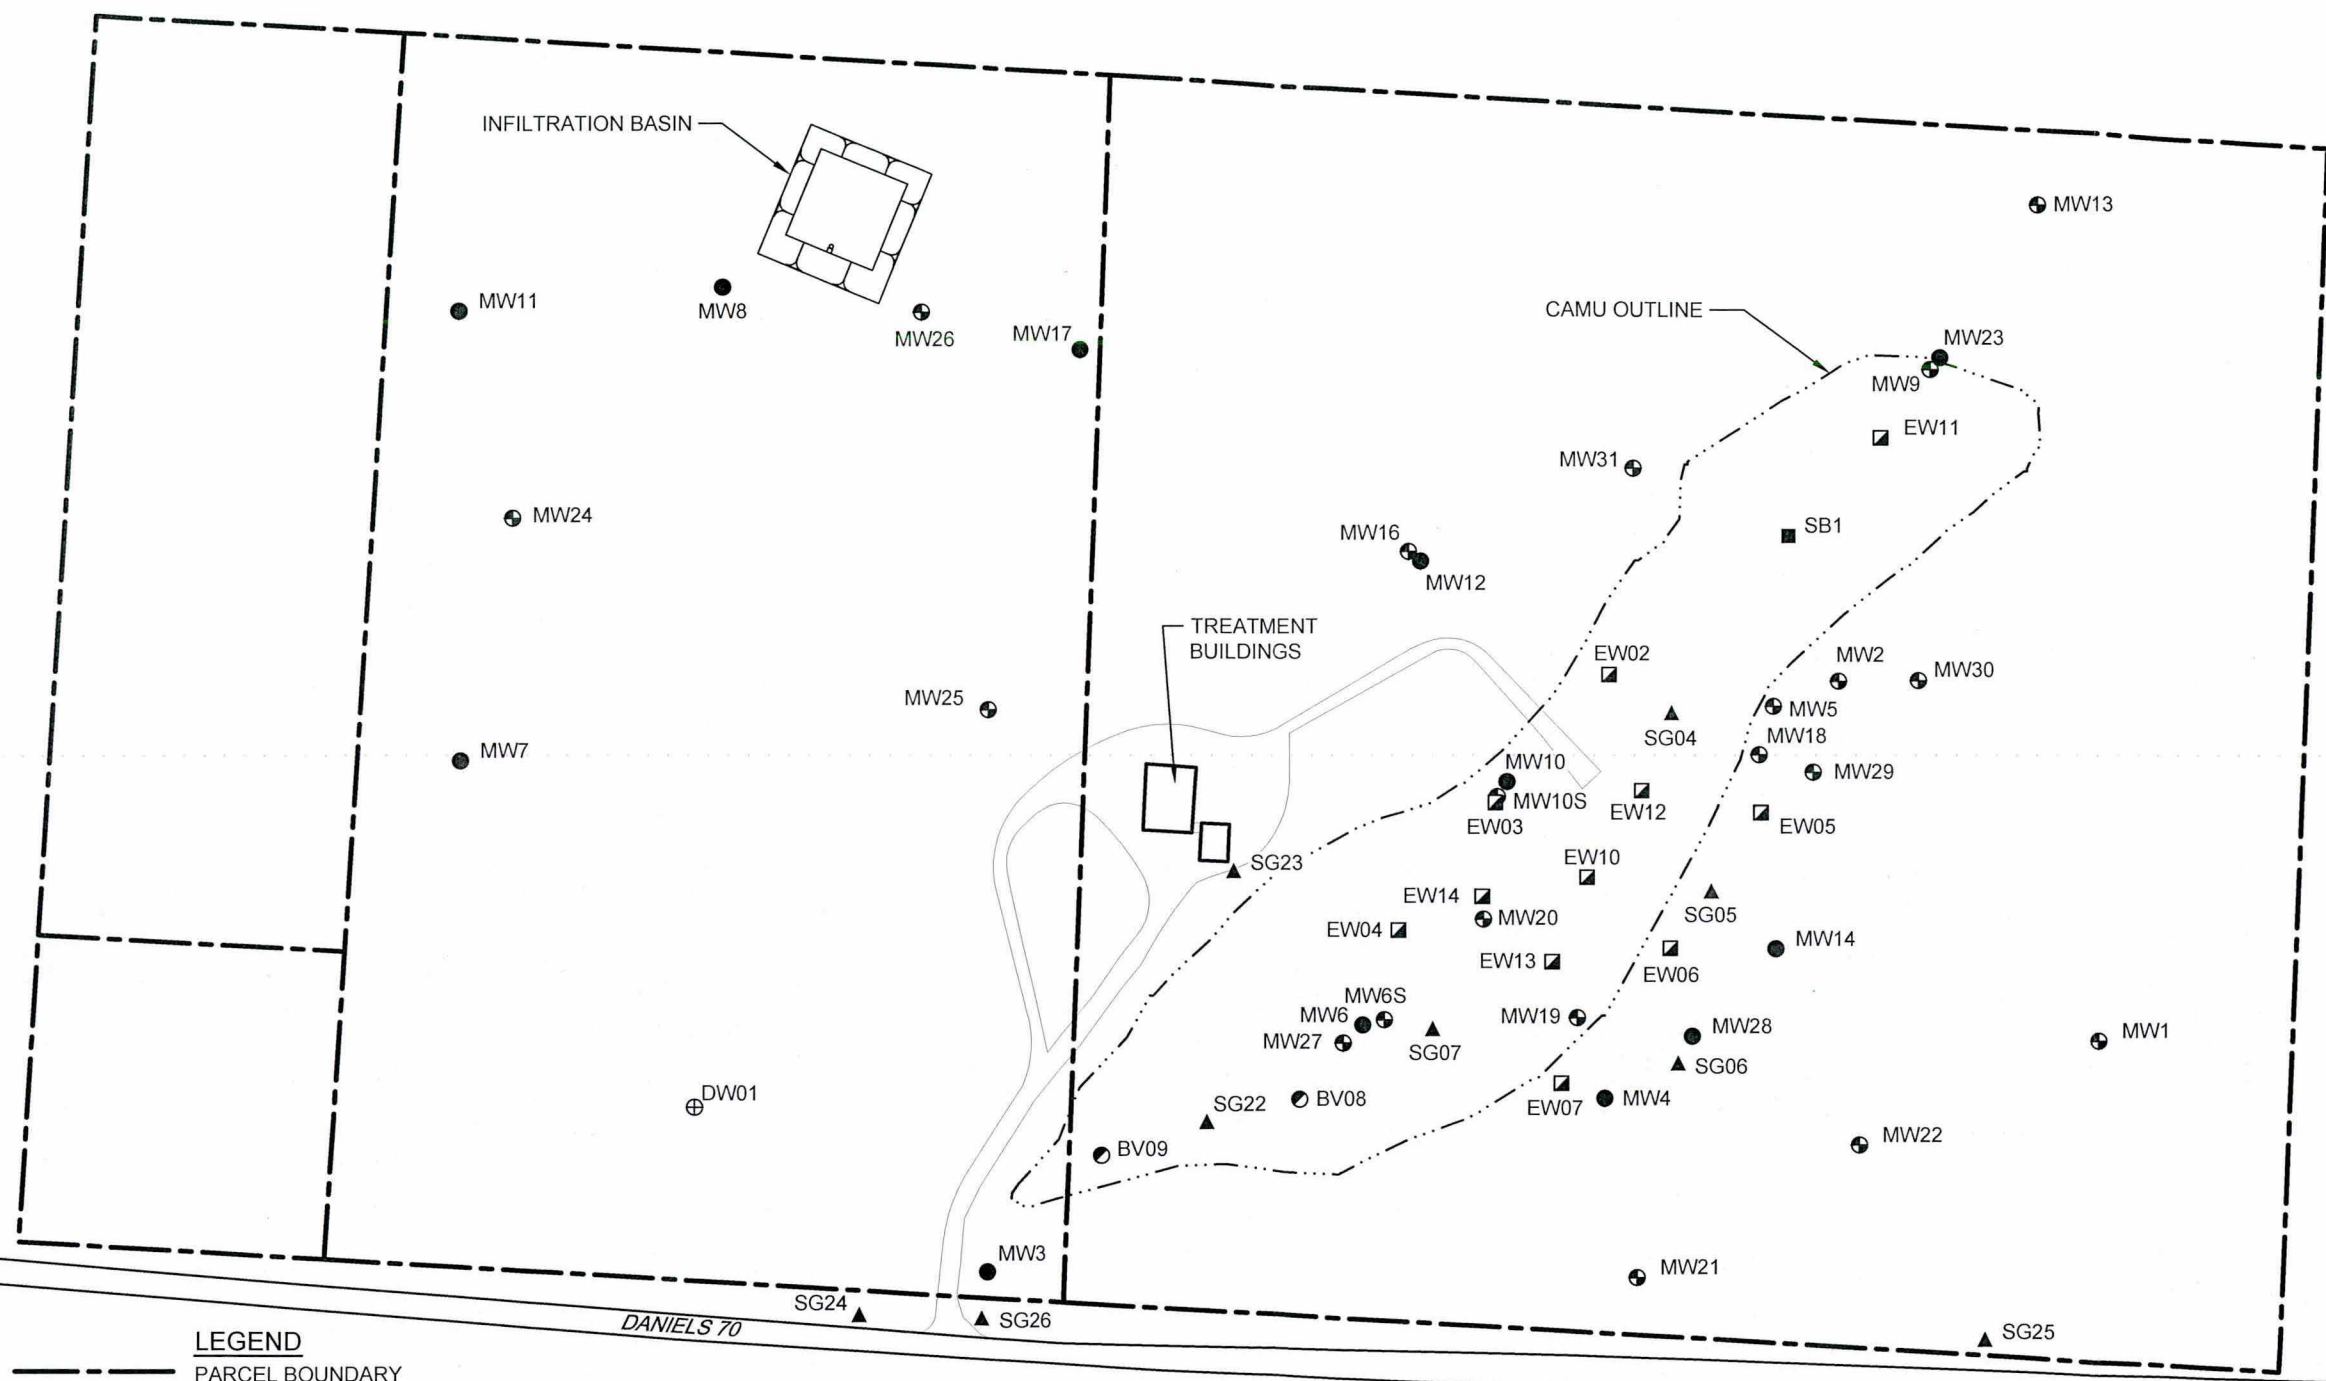 INFILTRATION BASIN
MW13
MW11
MW8
MW26
MW17
CAMU OUTLINE
MW23
MW9
EW11
MW31
MW24
SB1
MW16
MW12
TREATMENT
BUILDINGS
EW02
MW2
MW30
MW25
MW5
SG04
MW18
MW7
MW10
MW29
MW10S
EW03
EW12
EW05
SG23
EW10
EW14
SG05
MW20
EW04
MW14
EW13
EW06
MW6S
MW6
MW19
MW28
MW1
MW27
SG07
SG06
DW01
SG22
BV08
EW07
MW4
MW22
BV09
MW3
MW21
SG24
SG26
DANIELS 70
SG25
LEGEND
PARCEL BOUNDARY